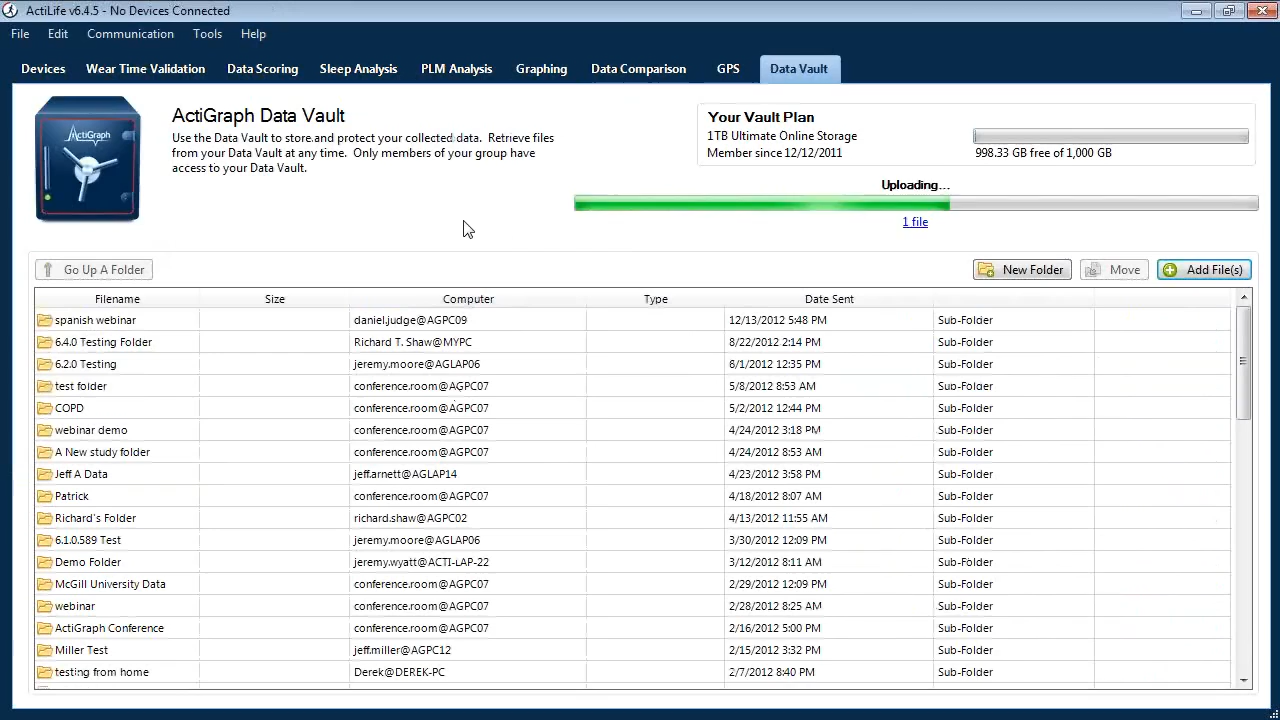 ActiLife v6.4.5 - No Devices Connected
File Edit Communication Tools Help
Devices Wear Time Validation Data Scoring Sleep Analysis PLM Analysis Graphing Data Comparison GPS Data Vault
ActiGraph
ActiGraph Data Vault
Use the Data Vault to store and protect your collected data. Retrieve files
from your Data Vault at any time. Only members of your group have
access to your Data Vault.
Your Vault Plan
1TB Ultimate Online Storage
Member since 12/12/2011 998.33 GB free of 1,000 GB
Uploading...
1 file
Go Up A Folder New Folder Move Add File(s)
Filename Size Computer Type Date Sent
spanish webinar daniel.judge@AGPC09 12/13/2012 5:48 PM Sub-Folder
6.4.0 Testing Folder Richard T. Shaw@MYPC 8/22/2012 2:14 PM Sub-Folder
6.2.0 Testing jeremy.moore@AGLAP06 6/1/2012 12:35 PM Sub-Folder
test folder conference.room@AGPC07 5/8/2012 8:53 AM Sub-Folder
COPD conference.room@AGPC07 5/2/2012 12:44 PM Sub-Folder
webinar demo conference.room@AGPC07 4/24/2012 3:18 PM Sub-Folder
A New study folder conference.room@AGPC07 4/24/2012 8:53 AM Sub-Folder
Jeff A Data jeff.arnett@AGLAP14 4/23/2012 3:58 PM Sub-Folder
Patrick conference.room@AGPC07 4/18/2012 8:07 AM Sub-Folder
Richard's Folder richard.shaw@AGPC02 4/13/2012 11:55 AM Sub-Folder
6.1.0.589 Test jeremy.moore@AGLAP06 3/30/2012 12:09 PM Sub-Folder
Demo Folder jeremy.wyatt@ACTI-LAP-22 3/12/2012 8:11 AM Sub-Folder
McGill University Data conference.room@AGPC07 2/29/2012 12:09 PM Sub-Folder
webinar conference.room@AGPC07 2/28/2012 8:25 AM Sub-Folder
ActiGraph Conference conference.room@AGPC07 2/16/2012 5:00 PM Sub-Folder
Miller Test jeff.miller@AGPC12 2/15/2012 3:32 PM Sub-Folder
testing from home Derek@DEREK-PC 2/7/2012 8:40 PM Sub-Folder